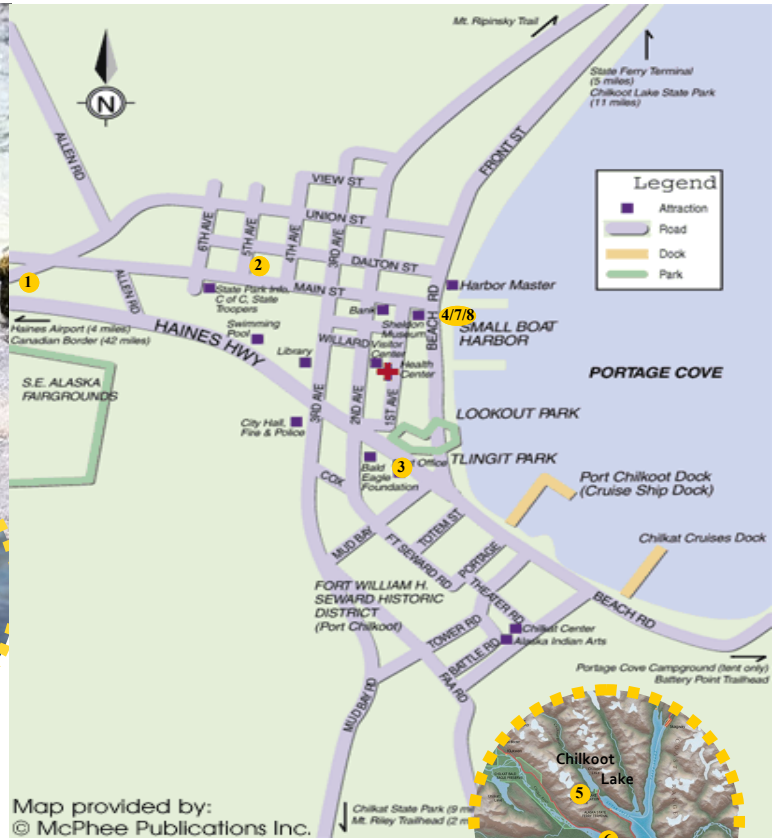 Mt. Ripinsky Trail
State Ferry Terminal
(5 miles)
Chilkoot Lake State Park
(11 miles)
N
ALLEN RD
FRONT ST
VIEW ST
UNION ST
6TH AVE
5TH AVE
4TH AVE
3RD AVE
DALTON ST
MAIN ST
Legend
Attraction
Road
Dock
Park
1
2
ALLEN RD
State Park Info,
C of C, State
Troopers
Harbor Master
Bank
Sheldon
Museum
BEACH RD
4/7/8
SMALL BOAT
HARBOR
Haines Airport (4 miles)
Canadian Border (42 miles)
HAINES HWY
Swimming
Pool
WILLARD
Visitor
Center
Library
Health
Center
PORTAGE COVE
S.E. ALASKA
FAIRGROUNDS
3RD AVE
2ND AVE
1ST AVE
LOOKOUT PARK
City Hall,
Fire & Police
3
Office
TLINGIT PARK
Bald
Eagle
Foundation
COX
Port Chilkoot Dock
(Cruise Ship Dock)
MUD BAY
FT SEWARD RD
TOTEM ST
PORTAGE
THEATER RD
Chilkat Cruises Dock
FORT WILLIAM H.
SEWARD HISTORIC
DISTRICT
(Port Chilkoot)
BEACH RD
TOWER RD
BATTLE RD
Chilkat Center
Alaska Indian Arts
FAA RD
MUD BAY RD
Portage Cove Campground (tent only)
Battery Point Trailhead
Chilkoot
Lake
5
6
Map provided by:
© McPhee Publications Inc.
Chilkat State Park (9 mi
Mt. Riley Trailhead (2 m